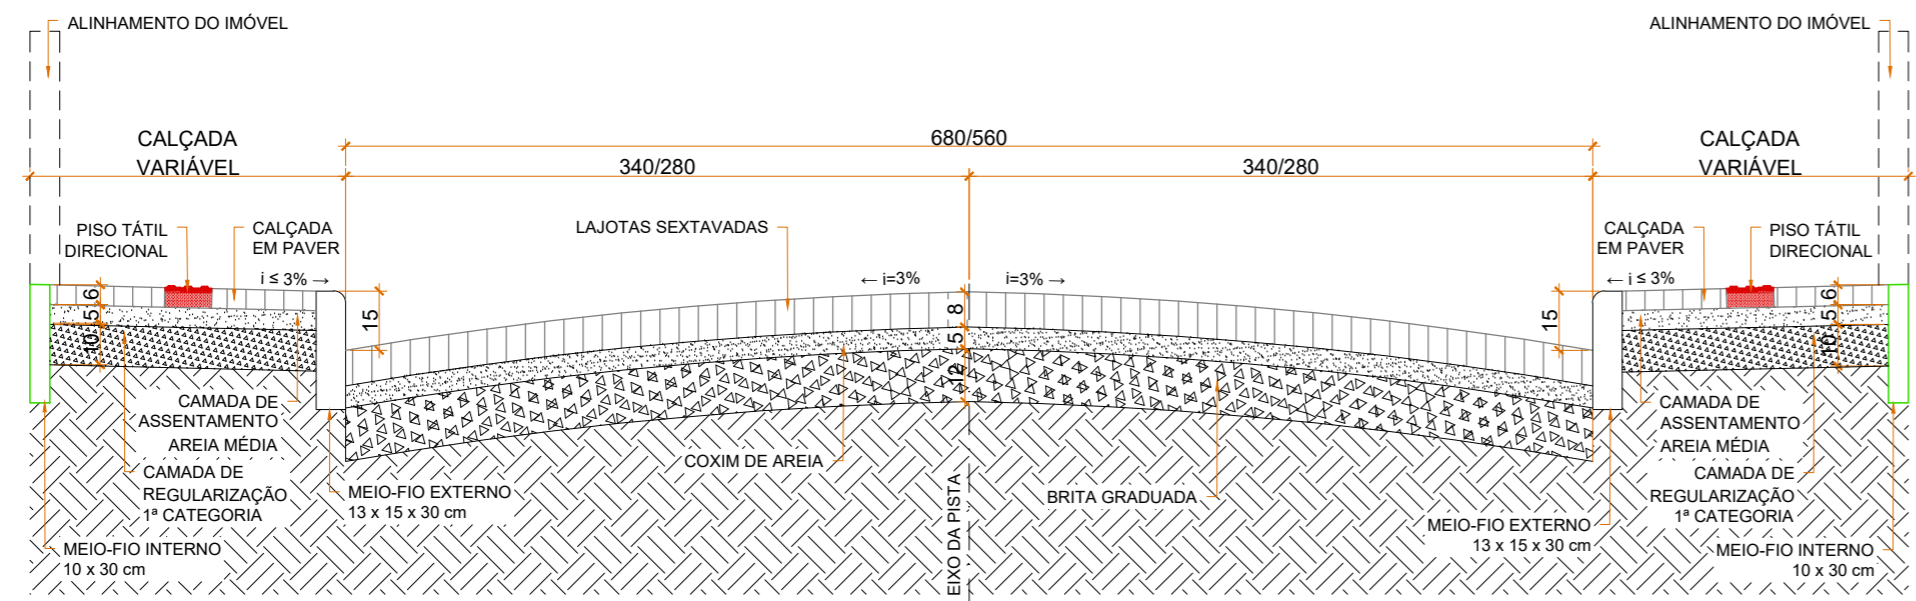 ALINHAMENTO DO IMÓVEL
ALINHAMENTO DO IMÓVEL
CALÇADA
VARIÁVEL
680/560
340/280
340/280
CALÇADA
VARIÁVEL
PISO TÁTIL
DIRECIONAL
CALÇADA
EM PAVER
i ≤ 3% →
LAJOTAS SEXTAVADAS
← i=3%
i=3% →
CALÇADA
EM PAVER
← i ≤ 3%
PISO TÁTIL
DIRECIONAL
6
5
10
15
8
5
12
15
6
5
10
CAMADA DE
ASSENTAMENTO
AREIA MÉDIA
CAMADA DE
REGULARIZAÇÃO
1ª CATEGORIA
MEIO-FIO INTERNO
10 x 30 cm
MEIO-FIO EXTERNO
13 x 15 x 30 cm
COXIM DE AREIA
EIXO DA PISTA
BRITA GRADUADA
CAMADA DE
ASSENTAMENTO
AREIA MÉDIA
CAMADA DE
REGULARIZAÇÃO
1ª CATEGORIA
MEIO-FIO EXTERNO
13 x 15 x 30 cm
MEIO-FIO INTERNO
10 x 30 cm